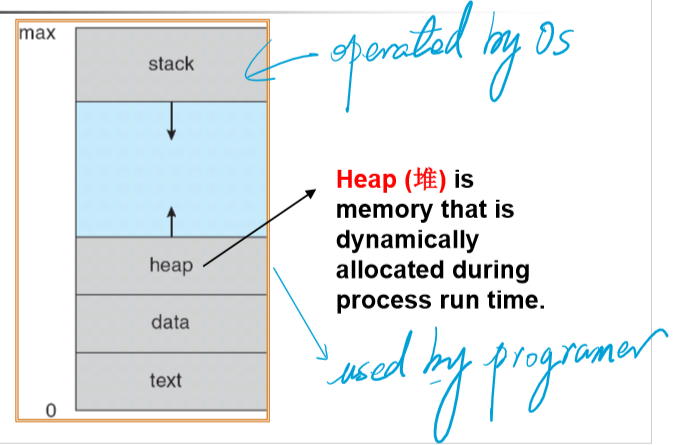 max
stack
operated by OS
Heap (堆) is
memory that is
dynamically
allocated during
process run time.
heap
data
used by programer
text
0